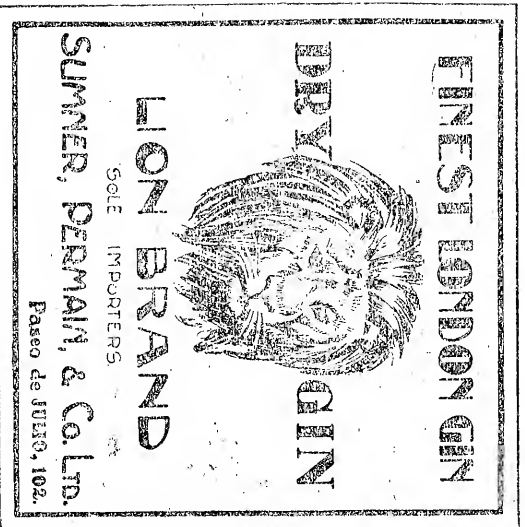 FINEST LONDON GIN
DRY GIN
LION BRAND
SOLE IMPORTERS.
SUMNER, PERMAIN, & Co. LTD.
Paseo de JULIO, 102.